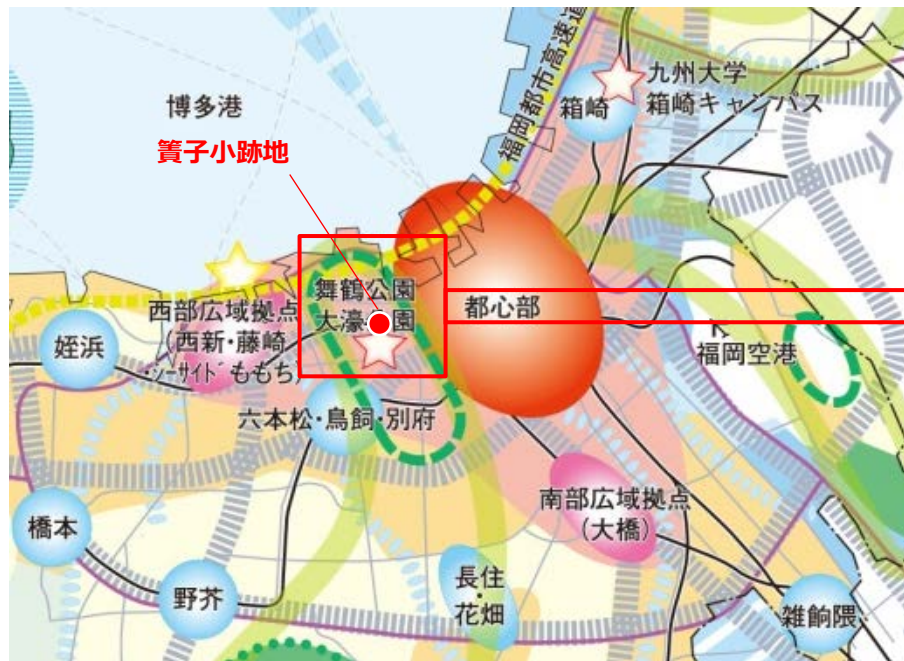 博多港
簀子小跡地
福岡都市高速道
箱崎
九州大学
箱崎キャンパス
舞鶴公園
大濠公園
都心部
西部広域拠点
(西新・藤崎
・シーサイドももち)
姪浜
福岡空港
六本松・鳥飼・別府
橋本
南部広域拠点
(大橋)
野芥
長住
・
花畑
雑餉隈